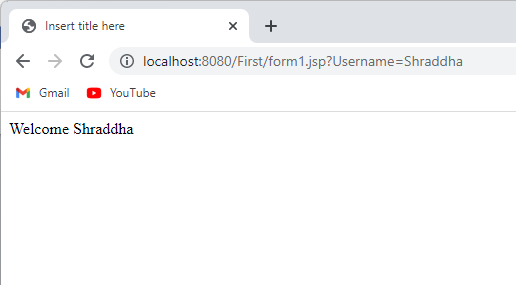 Insert title here
localhost:8080/First/form1.jsp?Username=Shraddha
Gmail YouTube
Welcome Shraddha